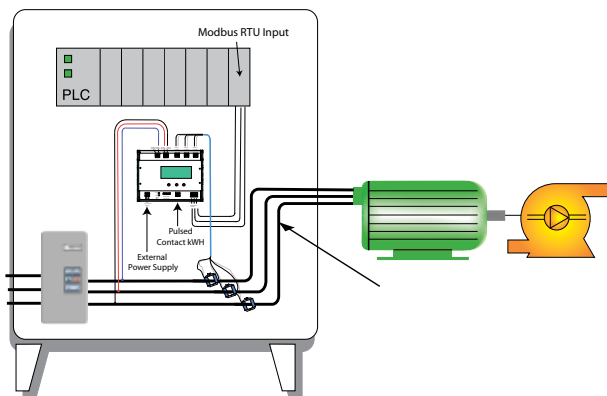 Modbus RTU Input
PLC
Pulsed
Contact kWH
External
Power Supply